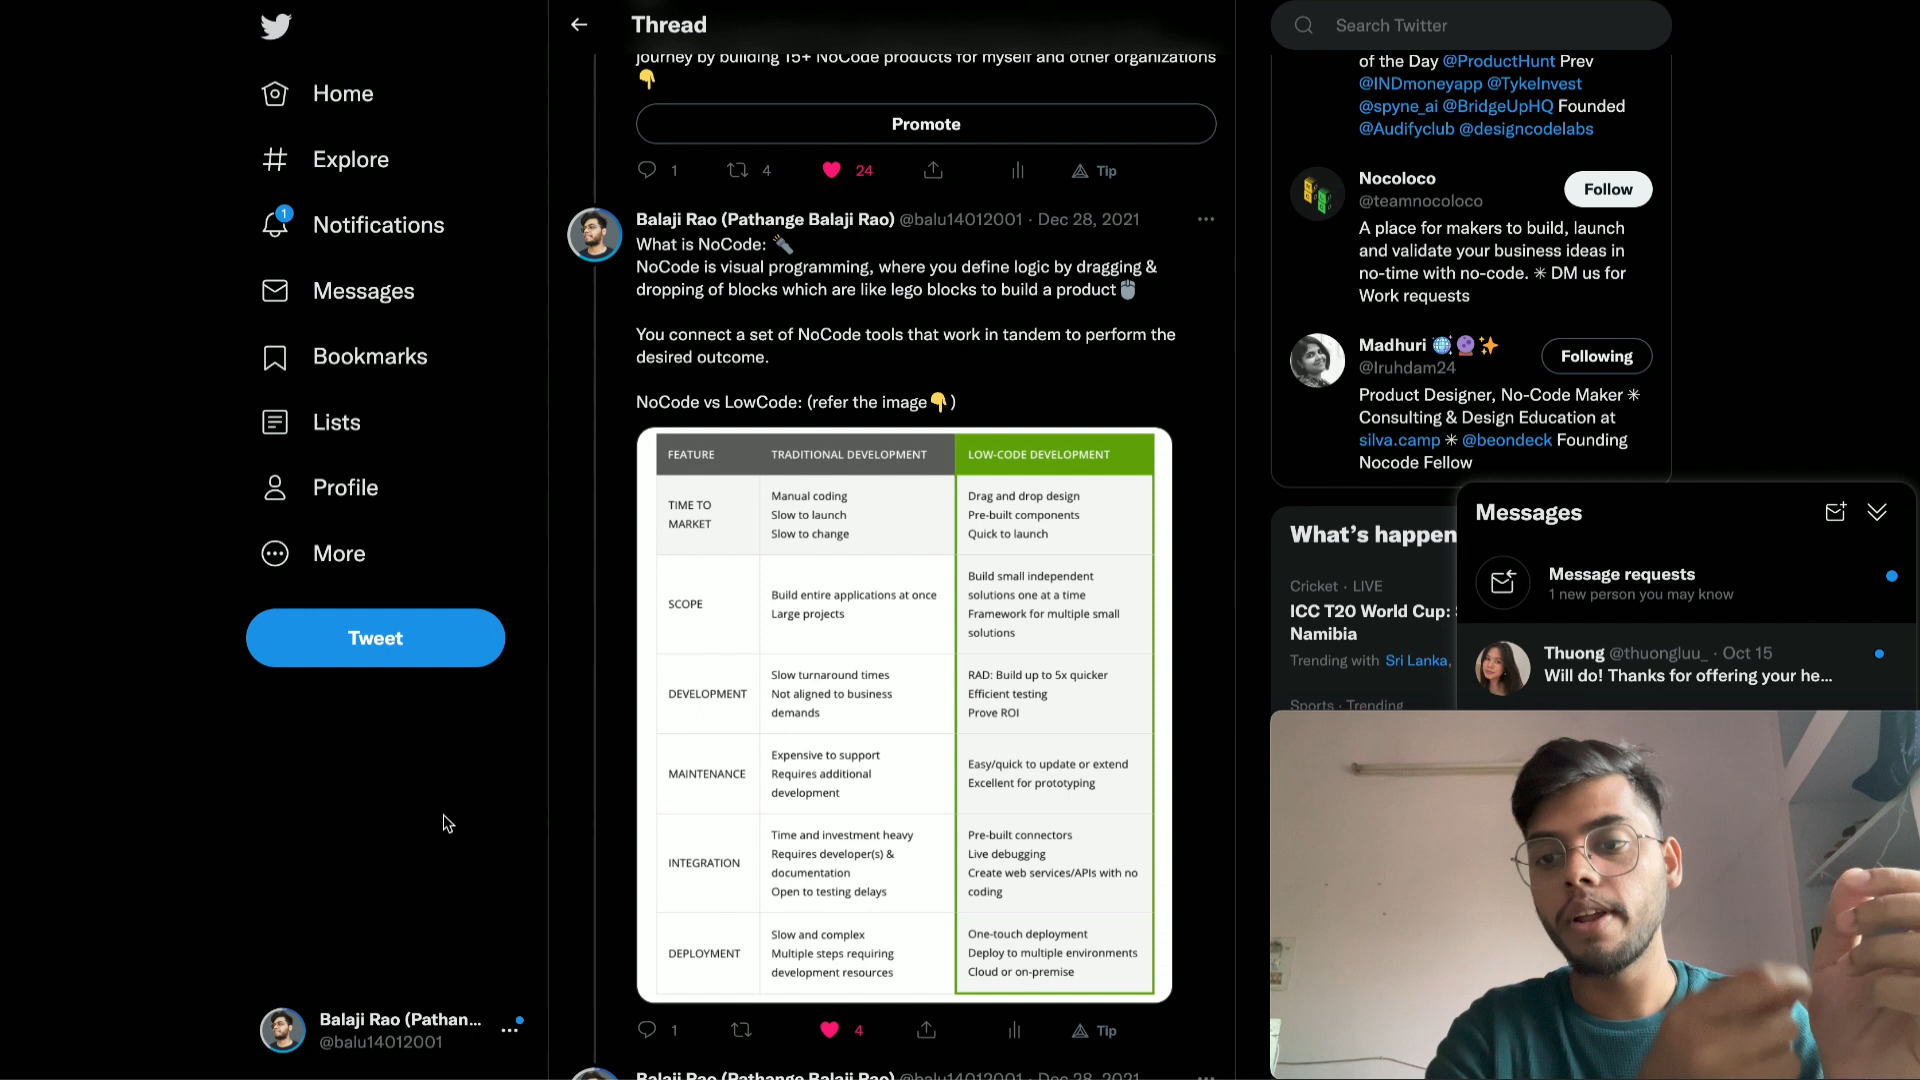 Home
Explore
1
Notifications
Messages
Bookmarks
Lists
Profile
More
Tweet
Balaji Rao (Pathan...
@balu14012001
Thread
journey by building 15+ NoCode products for myself and other organizations
Promote
1
4
24
Tip
Balaji Rao (Pathange Balaji Rao) @balu14012001 · Dec 28, 2021
What is NoCode:
NoCode is visual programming, where you define logic by dragging &
dropping of blocks which are like lego blocks to build a product
You connect a set of NoCode tools that work in tandem to perform the
desired outcome.
NoCode vs LowCode: (refer the image👇)
FEATURE
TRADITIONAL DEVELOPMENT
LOW-CODE DEVELOPMENT
TIME TO
MARKET
Manual coding
Slow to launch
Slow to change
Drag and drop design
Pre-built components
Quick to launch
SCOPE
Build entire applications at once
Large projects
Build small independent
solutions one at a time
Framework for multiple small
solutions
DEVELOPMENT
Slow turnaround times
Not aligned to business
demands
RAD: Build up to 5x quicker
Efficient testing
Prove ROI
MAINTENANCE
Expensive to support
Requires additional
development
Easy/quick to update or extend
Excellent for prototyping
INTEGRATION
Time and investment heavy
Requires developer(s) &
documentation
Open to testing delays
Pre-built connectors
Live debugging
Create web services/APIs with no
coding
DEPLOYMENT
Slow and complex
Multiple steps requiring
development resources
One-touch deployment
Deploy to multiple environments
Cloud or on-premise
1
4
Tip
Balaji Rao (Pathange Balaji Rao) @balu14012001 · Dec 28, 2021
Search Twitter
of the Day @ProductHunt Prev
@INDmoneyapp @TykeInvest
@spyne_ai @BridgeUpHQ Founded
@Audifyclub @designcodelabs
Nocoloco
@teamnocoloco
Follow
A place for makers to build, launch
and validate your business ideas in
no-time with no-code. ✳ DM us for
Work requests
Madhuri
@Iruhdam24
Following
Product Designer, No-Code Maker ✳
Consulting & Design Education at
silva.camp ✳ @beondeck Founding
Nocode Fellow
What's happen
Cricket · LIVE
ICC T20 World Cup:
Namibia
Trending with Sri Lanka,
Sports · Trending
Messages
Message requests
1 new person you may know
Thuong @thuongluu_ · Oct 15
Will do! Thanks for offering your he...